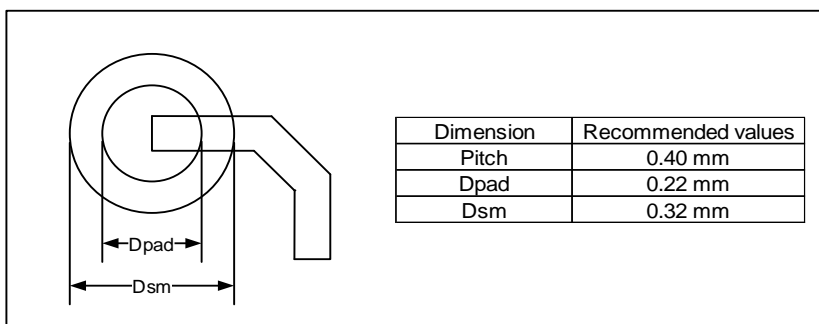 Dimension Recommended values
Pitch 0.40 mm
Dpad 0.22 mm
Dsm 0.32 mm
Dpad
Dsm